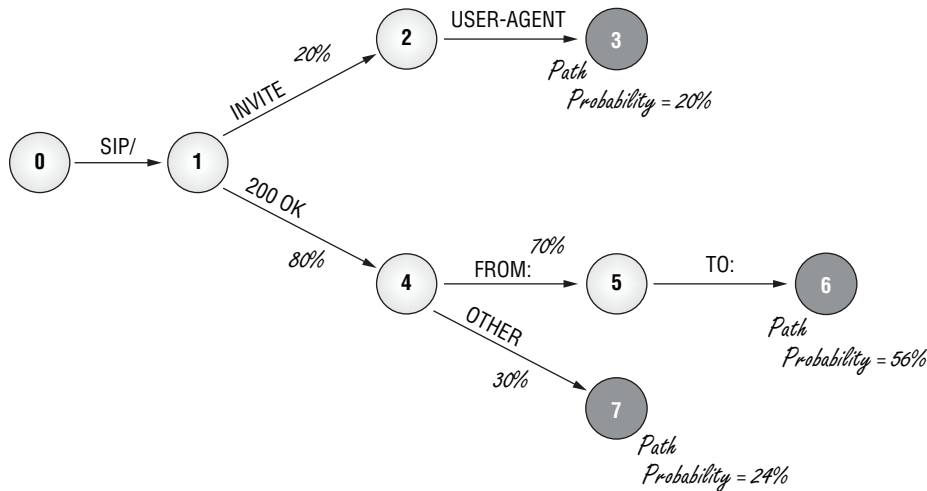 2
USER-AGENT
3
20%
Path
Probability = 20%
INVITE
0
SIP/
1
200 OK
80%
70%
4
FROM:
5
TO:
6
OTHER
Path
Probability = 56%
30%
7
Path
Probability = 24%